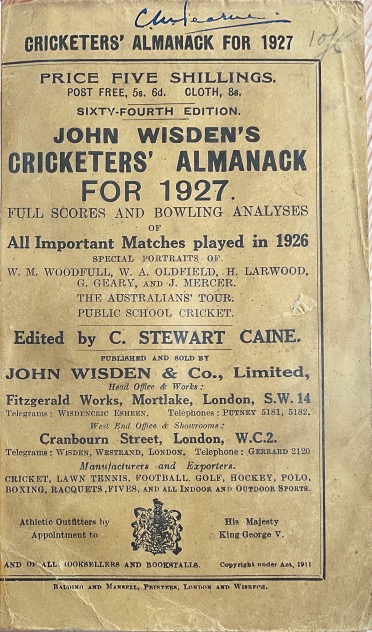 CRICKETERS' ALMANACK FOR 1927
PRICE FIVE SHILLINGS.
POST FREE, 5s. 6d. CLOTH, 8s.
SIXTY-FOURTH EDITION.
JOHN WISDEN'S
CRICKETERS' ALMANACK
FOR 1927.
FULL SCORES AND BOWLING ANALYSES
OF
All Important Matches played in 1926
SPECIAL PORTRAITS OF
W. M. WOODFULL, W. A. OLDFIELD, H. LARWOOD,
G. GEARY, AND J. MERCER.
THE AUSTRALIANS' TOUR.
PUBLIC SCHOOL CRICKET.
Edited by C. STEWART CAINE.
PUBLISHED AND SOLD BY
JOHN WISDEN & Co., Limited,
Head Office & Works:
Fitzgerald Works, Mortlake, London, S.W. 14
Telegrams: WISDENCRIC EESHEEN. Telephones: PUTNEY 5181, 5182.
West End Office & Showrooms:
Cranbourn Street, London, W.C.2.
Telegrams: WISDEN, WESTRAND, LONDON. Telephone: GERRARD 2120
Manufacturers and Exporters.
CRICKET, LAWN TENNIS, FOOTBALL, GOLF, HOCKEY, POLO,
BOXING, RACQUETS, FIVES, AND ALL INDOOR AND OUTDOOR SPORTS.
Athletic Outfitters by
Appointment to
His Majesty
King George V.
AND OF ALL BOOKSELLERS AND BOOKSTALLS. Copyright under Act, 1911
BALDING AND MANSELL, PRINTERS, LONDON AND WISBECH.